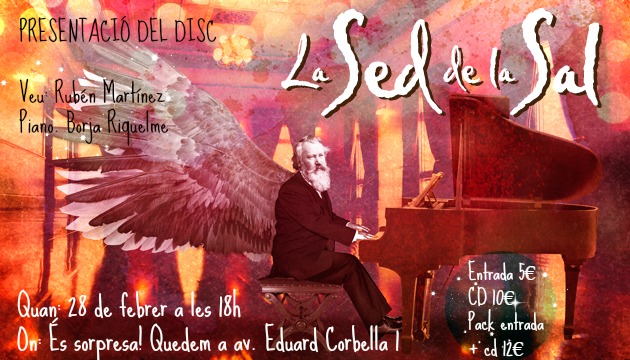 PRESENTACIÓ DEL DISC
La Sed de la Sal
Veu: Rubén Martínez
Piano: Borja Riquelme
Quan: 28 de febrer a les 18h
On: És sorpresa! Quedem a av. Eduard Corbella 1
Entrada 5€
CD 10€
Pack entrada
+ cd 12€